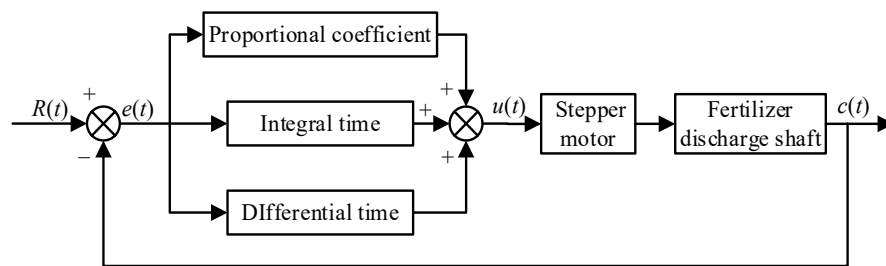 Proportional coefficient
+
+
R(t)
e(t)
Integral time
+
u(t)
Stepper
motor
Fertilizer
discharge shaft
c(t)
−
+
DIfferential time